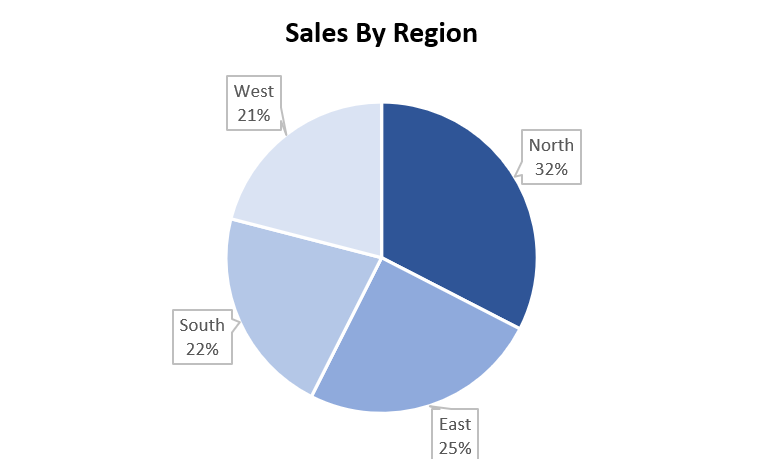 Sales By Region
West
21%
North
32%
South
22%
East
25%